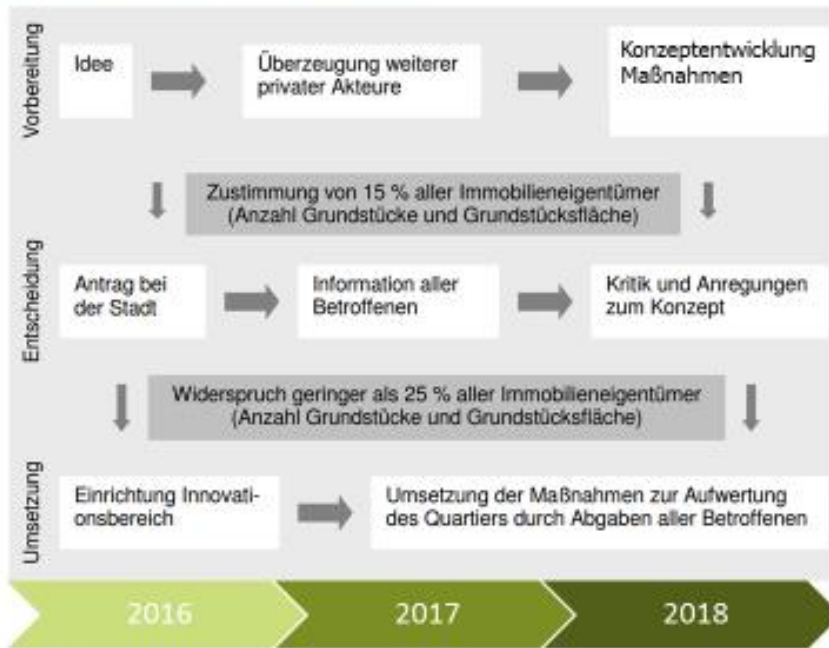 Vorbereitung
Idee
Überzeugung weiterer
privater Akteure
Konzeptentwicklung
Maßnahmen
Zustimmung von 15 % aller Immobilieneigentümer
(Anzahl Grundstücke und Grundstücksfläche)
Entscheidung
Antrag bei
der Stadt
Information aller
Betroffenen
Kritik und Anregungen
zum Konzept
Widerspruch geringer als 25 % aller Immobilieneigentümer
(Anzahl Grundstücke und Grundstücksfläche)
Umsetzung
Einrichtung Innovati-
onsbereich
Umsetzung der Maßnahmen zur Aufwertung
des Quartiers durch Abgaben aller Betroffenen
2016
2017
2018